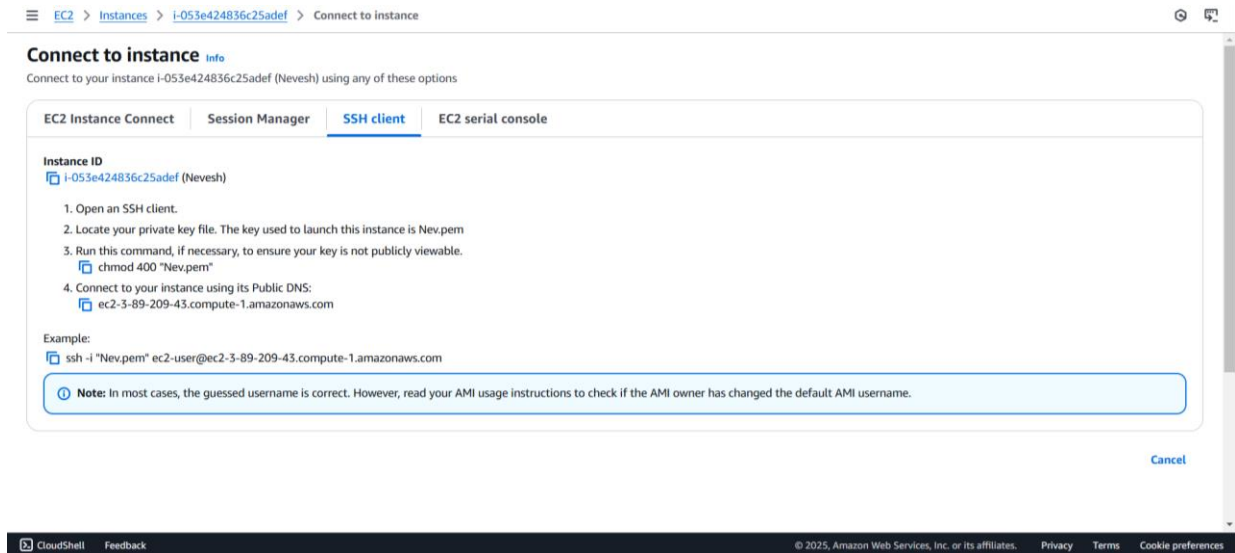 EC2 > Instances > i-053e424836c25adef > Connect to instance
Connect to instance Info
Connect to your instance i-053e424836c25adef (Nevesh) using any of these options
EC2 Instance Connect Session Manager SSH client EC2 serial console
Instance ID
i-053e424836c25adef (Nevesh)
1. Open an SSH client.
2. Locate your private key file. The key used to launch this instance is Nev.pem
3. Run this command, if necessary, to ensure your key is not publicly viewable.
chmod 400 "Nev.pem"
4. Connect to your instance using its Public DNS:
ec2-3-89-209-43.compute-1.amazonaws.com
Example:
ssh -i "Nev.pem" ec2-user@ec2-3-89-209-43.compute-1.amazonaws.com
Note: In most cases, the guessed username is correct. However, read your AMI usage instructions to check if the AMI owner has changed the default AMI username.
Cancel
CloudShell Feedback © 2025, Amazon Web Services, Inc. or its affiliates. Privacy Terms Cookie preferences